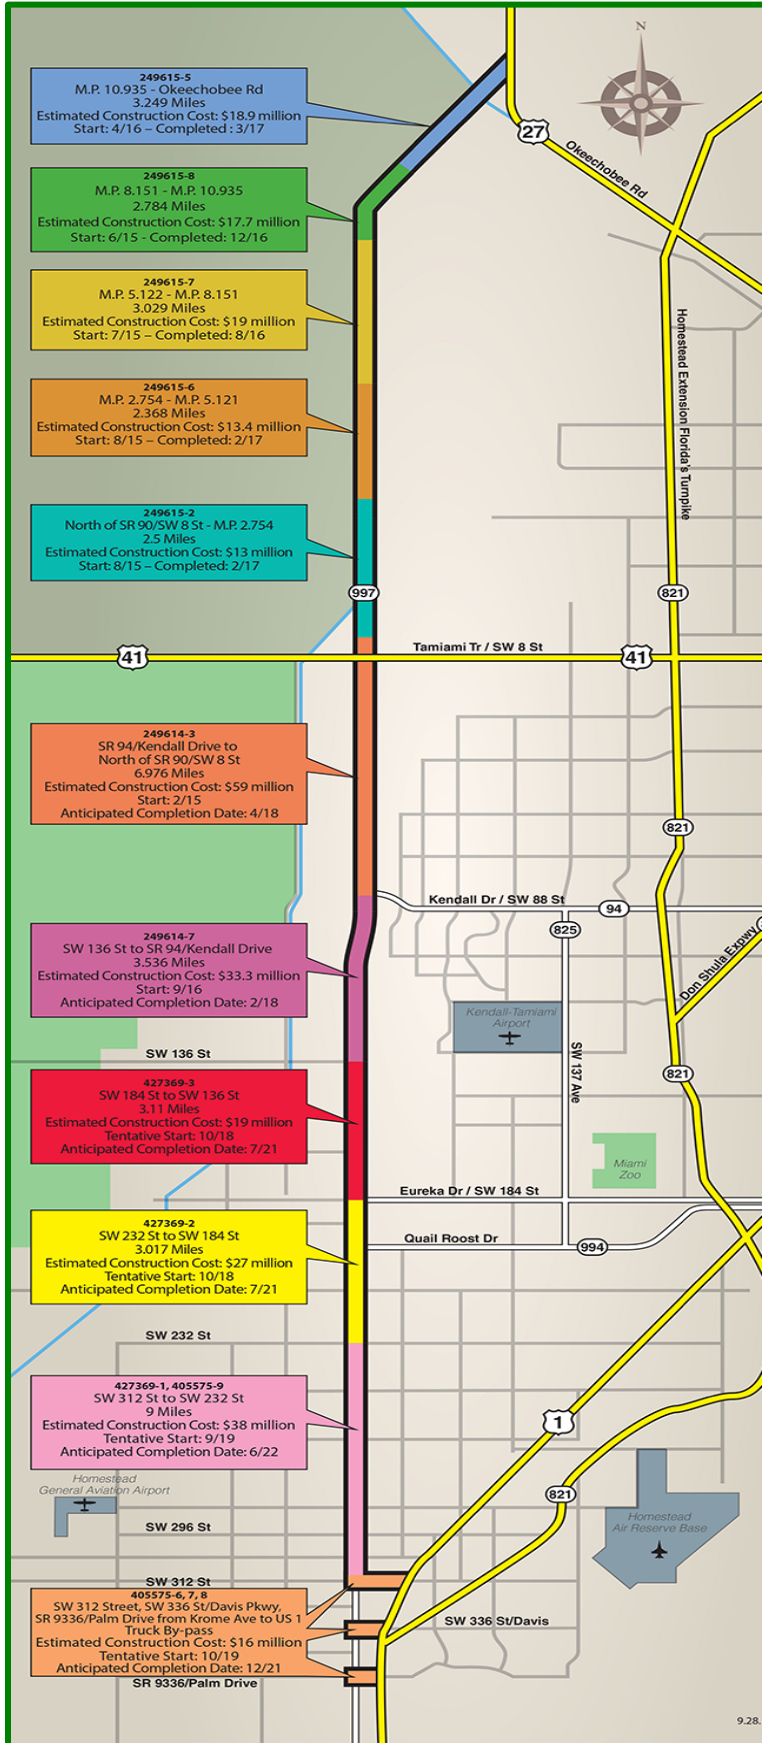 N
249615-5
M.P. 10.935 - Okeechobee Rd
3.249 Miles
Estimated Construction Cost: $18.9 million
Start: 4/16 – Completed : 3/17
27
Okeechobee Rd
249615-8
M.P. 8.151 - M.P. 10.935
2.784 Miles
Estimated Construction Cost: $17.7 million
Start: 6/15 - Completed: 12/16
249615-7
M.P. 5.122 - M.P. 8.151
3.029 Miles
Estimated Construction Cost: $19 million
Start: 7/15 – Completed: 8/16
Homestead Extension Florida's Turnpike
249615-6
M.P. 2.754 - M.P. 5.121
2.368 Miles
Estimated Construction Cost: $13.4 million
Start: 8/15 – Completed: 2/17
249615-2
North of SR 90/SW 8 St - M.P. 2.754
2.5 Miles
Estimated Construction Cost: $13 million
Start: 8/15 – Completed: 2/17
997
821
41
Tamiami Tr / SW 8 St
41
249614-3
SR 94/Kendall Drive to
North of SR 90/SW 8 St
6.976 Miles
Estimated Construction Cost: $59 million
Start: 2/15
Anticipated Completion Date: 4/18
821
Kendall Dr / SW 88 St
94
825
Don Shula Expwy
249614-7
SW 136 St to SR 94/Kendall Drive
3.536 Miles
Estimated Construction Cost: $33.3 million
Start: 9/16
Anticipated Completion Date: 2/18
Kendall-Tamiami
Airport
SW 136 St
SW 137 Ave
821
427369-3
SW 184 St to SW 136 St
3.11 Miles
Estimated Construction Cost: $19 million
Tentative Start: 10/18
Anticipated Completion Date: 7/21
Miami
Zoo
Eureka Dr / SW 184 St
427369-2
SW 232 St to SW 184 St
3.017 Miles
Estimated Construction Cost: $27 million
Tentative Start: 10/18
Anticipated Completion Date: 7/21
Quail Roost Dr
994
SW 232 St
427369-1, 405575-9
SW 312 St to SW 232 St
9 Miles
Estimated Construction Cost: $38 million
Tentative Start: 9/19
Anticipated Completion Date: 6/22
1
Homestead
General Aviation Airport
821
Homestead
Air Reserve Base
SW 296 St
SW 312 St
405575-6, 7, 8
SW 312 Street, SW 336 St/Davis Pkwy,
SR 9336/Palm Drive from Krome Ave to US 1
Truck By-pass
Estimated Construction Cost: $16 million
Tentative Start: 10/19
Anticipated Completion Date: 12/21
SW 336 St/Davis
SR 9336/Palm Drive
9.28.